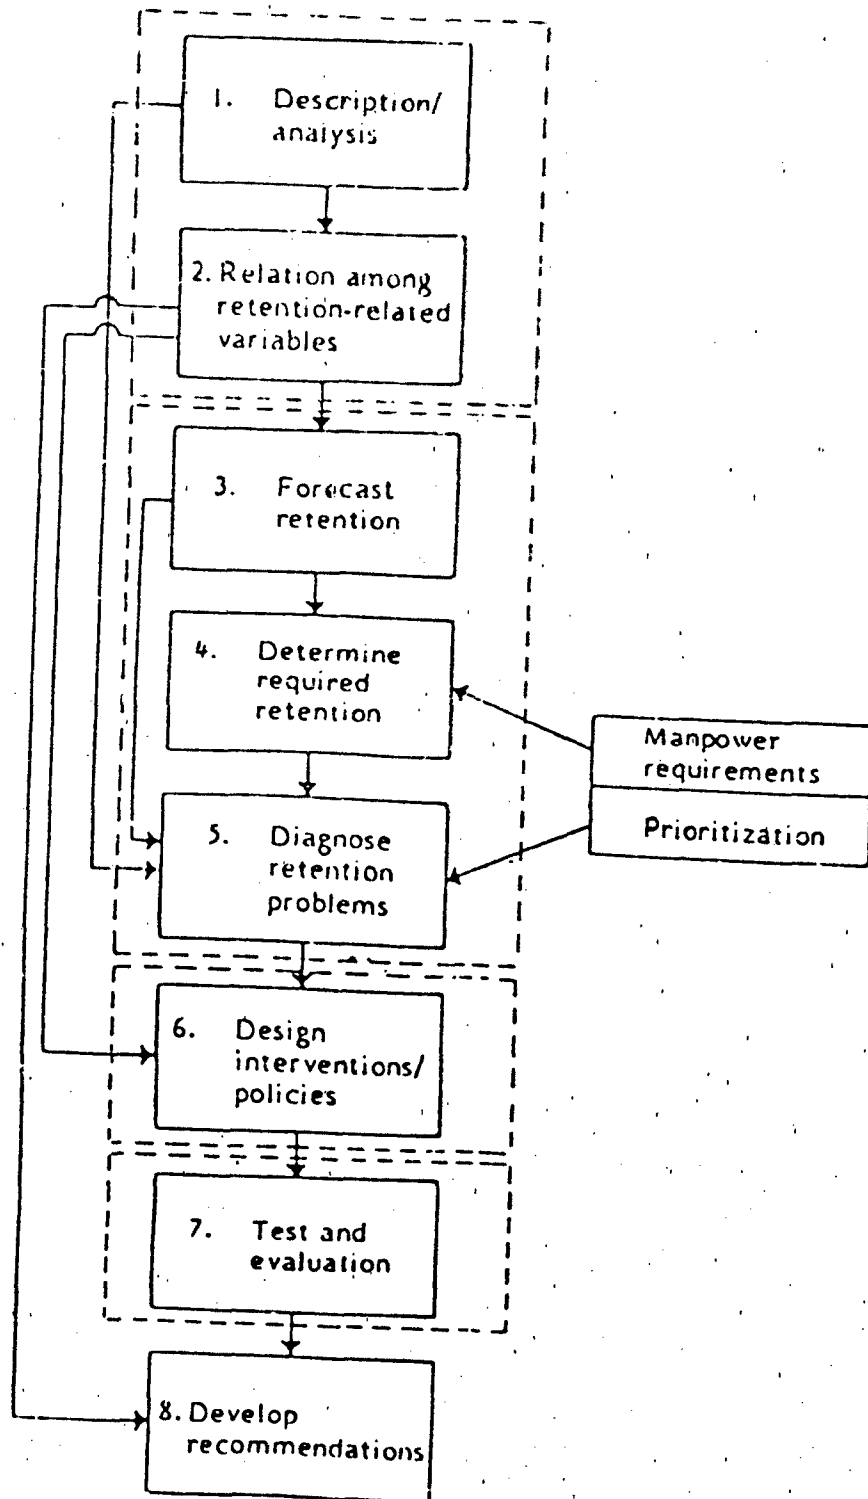 1. Description/
analysis
2. Relation among
retention-related
variables
3. Forecast
retention
4. Determine
required
retention
Manpower
requirements
Prioritization
5. Diagnose
retention
problems
6. Design
interventions/
policies
7. Test and
evaluation
8. Develop
recommendations